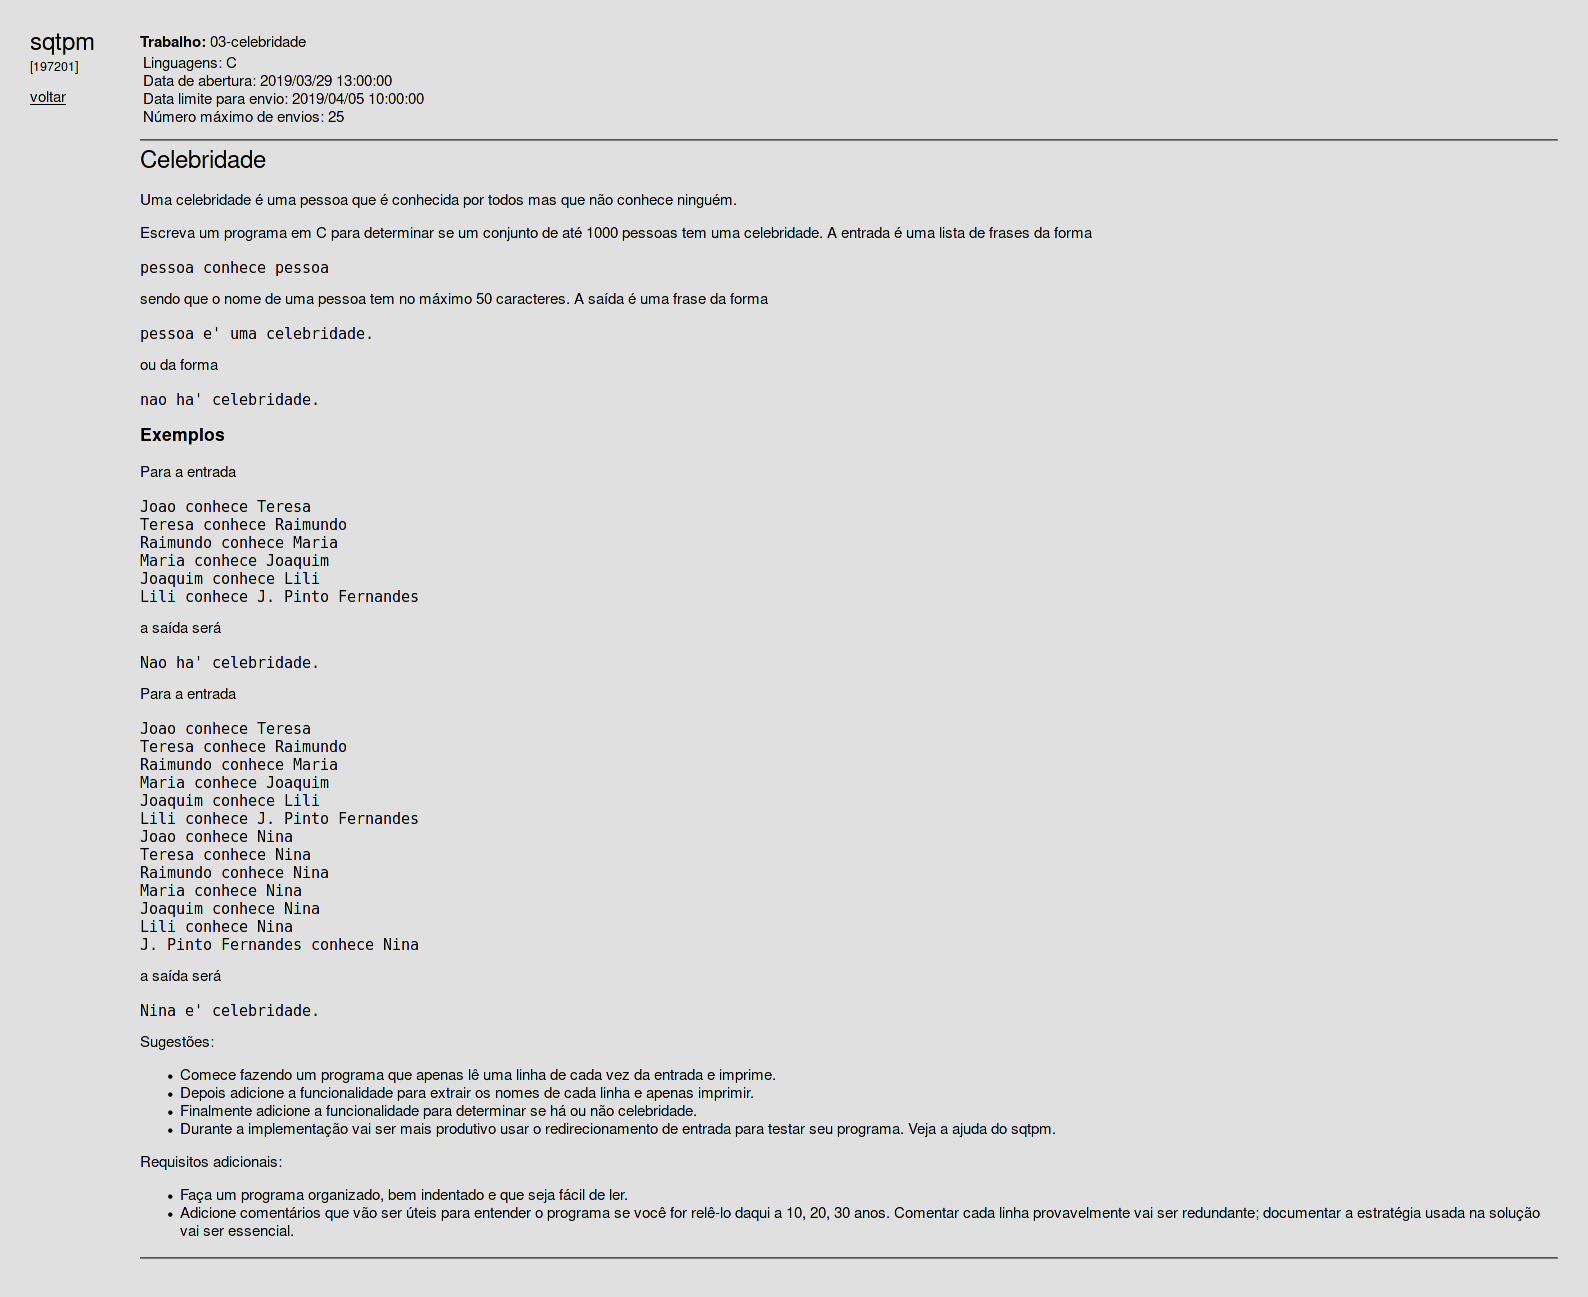 sqtpm
[197201]
voltar
Trabalho: 03-celebridade
Linguagens: C
Data de abertura: 2019/03/29 13:00:00
Data limite para envio: 2019/04/05 10:00:00
Número máximo de envios: 25
Celebridade
Uma celebridade é uma pessoa que é conhecida por todos mas que não conhece ninguém.
Escreva um programa em C para determinar se um conjunto de até 1000 pessoas tem uma celebridade. A entrada é uma lista de frases da forma
pessoa conhece pessoa
sendo que o nome de uma pessoa tem no máximo 50 caracteres. A saída é uma frase da forma
pessoa e' uma celebridade.
ou da forma
nao ha' celebridade.
Exemplos
Para a entrada
Joao conhece Teresa
Teresa conhece Raimundo
Raimundo conhece Maria
Maria conhece Joaquim
Joaquim conhece Lili
Lili conhece J. Pinto Fernandes
a saída será
Nao ha' celebridade.
Para a entrada
Joao conhece Teresa
Teresa conhece Raimundo
Raimundo conhece Maria
Maria conhece Joaquim
Joaquim conhece Lili
Lili conhece J. Pinto Fernandes
Joao conhece Nina
Teresa conhece Nina
Raimundo conhece Nina
Maria conhece Nina
Joaquim conhece Nina
Lili conhece Nina
J. Pinto Fernandes conhece Nina
a saída será
Nina e' celebridade.
Sugestões:
• Comece fazendo um programa que apenas lê uma linha de cada vez da entrada e imprime.
• Depois adicione a funcionalidade para extrair os nomes de cada linha e apenas imprimir.
• Finalmente adicione a funcionalidade para determinar se há ou não celebridade.
• Durante a implementação vai ser mais produtivo usar o redirecionamento de entrada para testar seu programa. Veja a ajuda do sqtpm.
Requisitos adicionais:
• Faça um programa organizado, bem indentado e que seja fácil de ler.
• Adicione comentários que vão ser úteis para entender o programa se você for relê-lo daqui a 10, 20, 30 anos. Comentar cada linha provavelmente vai ser redundante; documentar a estratégia usada na solução
vai ser essencial.